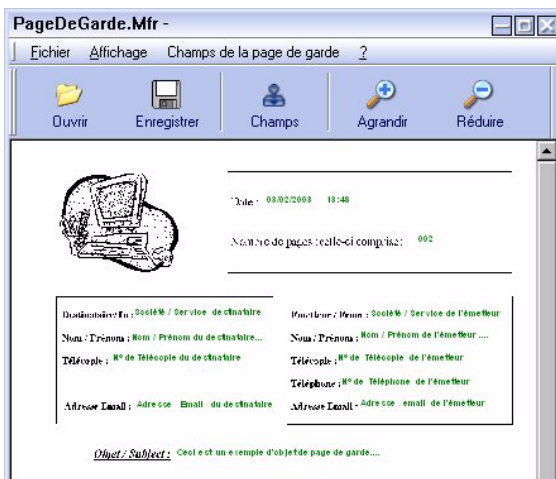 PageDeGarde.Mfr -
Fichier Affichage Champs de la page de garde ?
Ouvrir Enregistrer Champs Agrandir Réduire
Date : 03/02/2003 18:48
Nombre de pages (celle-ci comprise) : 002
Destinataire/To : Société / Service destinataire
Nom / Prénom : Nom / Prénom du destinataire...
Télécopie : N° de Télécopie du destinataire
Adresse Email : Adresse Email du destinataire
Emetteur / From : Société / Service de l'émetteur
Nom / Prénom : Nom / Prénom de l'émetteur ....
Télécopie : N° de Télécopie de l'émetteur
Téléphone : N° de Téléphone de l'émetteur
Adresse Email - Adresse email de l'émetteur
Objet / Subject : Ceci est un exemple d'objet de page de garde....